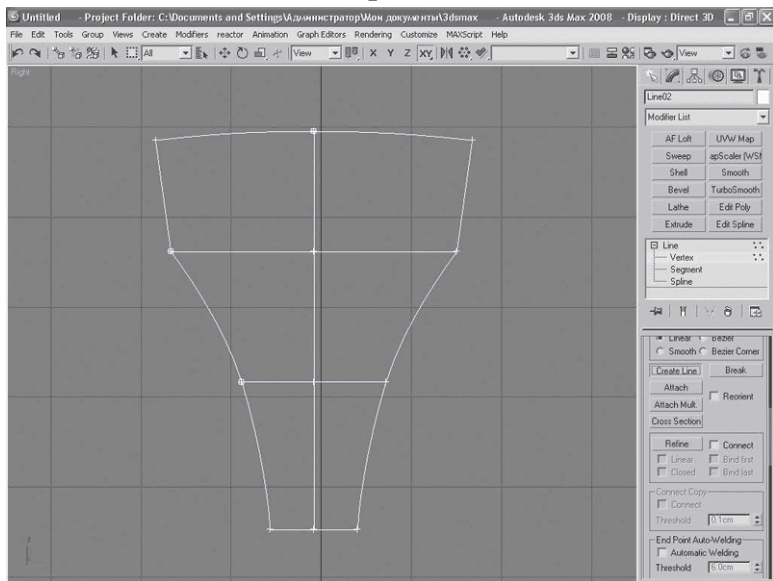 Untitled - Project Folder: C:\Documents and Settings\Администратор\Мои документы\3dsmax - Autodesk 3ds Max 2008 - Display : Direct 3D
File Edit Tools Group Views Create Modifiers reactor Animation Graph Editors Rendering Customize MAXScript Help
All View X Y Z XY View
Right
Line02
Modifier List
AF Loft UVW Map
Sweep apScaler (WSM
Shell Smooth
Bevel TurboSmooth
Lathe Edit Poly
Extrude Edit Spline
Line
Vertex
Segment
Spline
Linear Bezier
Smooth Bezier Corner
Create Line Break
Attach
Reorient
Attach Mult.
Cross Section
Refine Connect
Linear Bind first
Closed Bind last
Connect Copy
Connect
Threshold 0.1cm
End Point Auto-Welding
Automatic Welding
Threshold 6.0cm
z